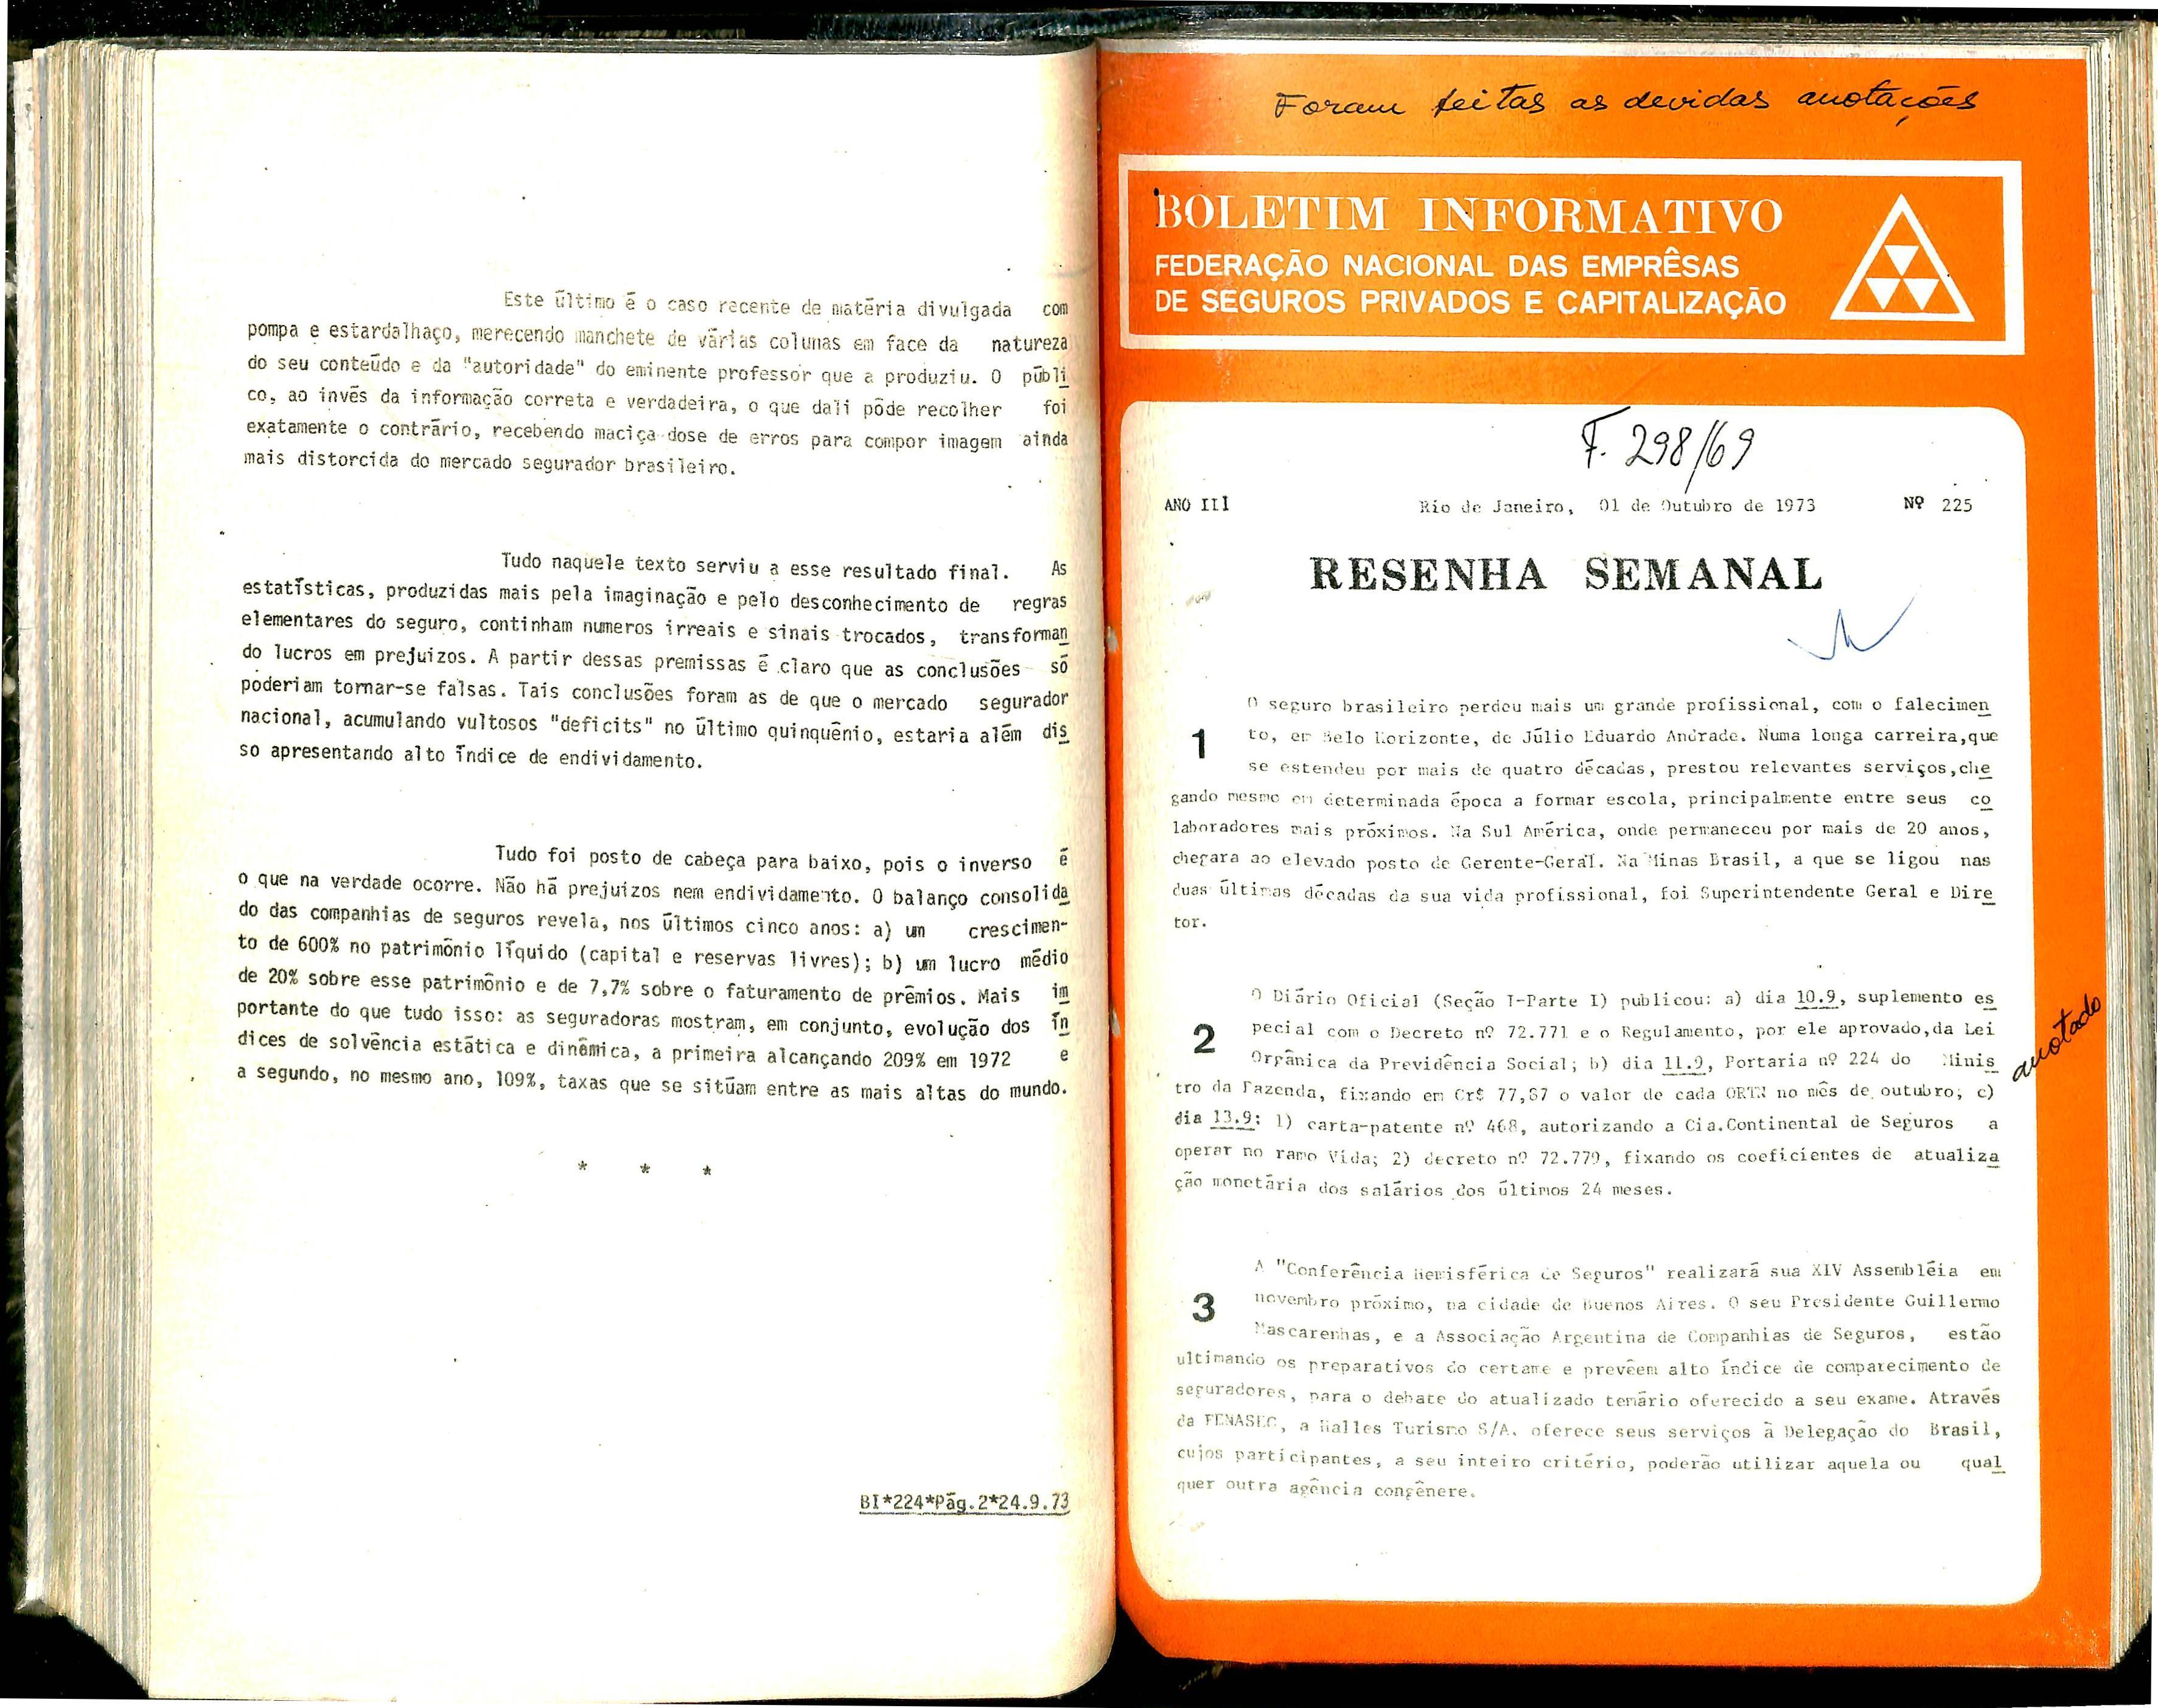 Este último é o caso recente de matéria divulgada com
pompa e estardalhaço, merecendo manchete de várias colunas em face da natureza
do seu conteúdo e da "autoridade" do eminente professor que a produziu. O públi
co, ao invés da informação correta e verdadeira, o que dali pôde recolher foi
exatamente o contrário, recebendo maciça dose de erros para compor imagem ainda
mais distorcida do mercado segurador brasileiro.
Tudo naquele texto serviu a esse resultado final. As
estatísticas, produzidas mais pela imaginação e pelo desconhecimento de regras
elementares do seguro, continham numeros irreais e sinais trocados, transforman
do lucros em prejuizos. A partir dessas premissas é claro que as conclusões só
poderiam tornar-se falsas. Tais conclusões foram as de que o mercado segurador
nacional, acumulando vultosos "deficits" no último quinquênio, estaria além dis
so apresentando alto índice de endividamento.
Tudo foi posto de cabeça para baixo, pois o inverso é
o que na verdade ocorre. Não há prejuizos nem endividamento. O balanço consolida
do das companhias de seguros revela, nos últimos cinco anos: a) um crescimen-
to de 600% no patrimônio líquido (capital e reservas livres); b) um lucro médio
de 20% sobre esse patrimônio e de 7,7% sobre o faturamento de prêmios. Mais im
portante do que tudo isso: as seguradoras mostram, em conjunto, evolução dos ín
dices de solvência estática e dinâmica, a primeira alcançando 209% em 1972 e
a segundo, no mesmo ano, 109%, taxas que se situam entre as mais altas do mundo.
* * *
BI*224*Pág.2*24.9.73
Foram feitas as devidas anotações
BOLETIM INFORMATIVO
FEDERAÇÃO NACIONAL DAS EMPRÊSAS
DE SEGUROS PRIVADOS E CAPITALIZAÇÃO
F. 298/69
ANO III Rio de Janeiro, 01 de Outubro de 1973 Nº 225
RESENHA SEMANAL
O seguro brasileiro perdeu mais um grande profissional, com o falecimen
1 to, em Belo Horizonte, de Júlio Eduardo Andrade. Numa longa carreira,que
se estendeu por mais de quatro décadas, prestou relevantes serviços,che
gando mesmo em determinada época a formar escola, principalmente entre seus co
laboradores mais próximos. Na Sul América, onde permaneceu por mais de 20 anos,
chegara ao elevado posto de Gerente-Geral. Na Minas Brasil, a que se ligou nas
duas últimas décadas da sua vida profissional, foi Superintendente Geral e Dire
tor.
O Diário Oficial (Seção I-Parte I) publicou: a) dia 10.9, suplemento es
2 pecial com o Decreto nº 72.771 e o Regulamento, por ele aprovado,da Lei
Orgânica da Previdência Social; b) dia 11.9, Portaria nº 224 do Minis
tro da Fazenda, fixando em Cr$ 77,87 o valor de cada ORTN no mês de outubro; c)
dia 13.9: 1) carta-patente nº 468, autorizando a Cia.Continental de Seguros a
operar no ramo Vida; 2) decreto nº 72.779, fixando os coeficientes de atualiza
ção monetária dos salários dos últimos 24 meses.
anotado
A "Conferência Hemisférica de Seguros" realizará sua XIV Assembléia em
3 novembro próximo, na cidade de Buenos Aires. O seu Presidente Guillermo
Mascarenhas, e a Associação Argentina de Companhias de Seguros, estão
ultimando os preparativos do certame e prevêem alto índice de comparecimento de
seguradores, para o debate do atualizado temário oferecido a seu exame. Através
da FENASEG, a Halles Turismo S/A. oferece seus serviços à Delegação do Brasil,
cujos participantes, a seu inteiro critério, poderão utilizar aquela ou qual
quer outra agência congênere.